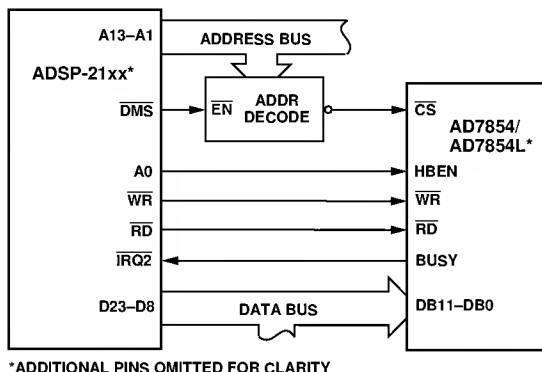 A13–A1
ADDRESS BUS
ADSP-21xx*
DMS
EN
ADDR
DECODE
CS
AD7854/
AD7854L*
A0
HBEN
WR
WR
RD
RD
IRQ2
BUSY
D23–D8
DATA BUS
DB11–DB0
*ADDITIONAL PINS OMITTED FOR CLARITY